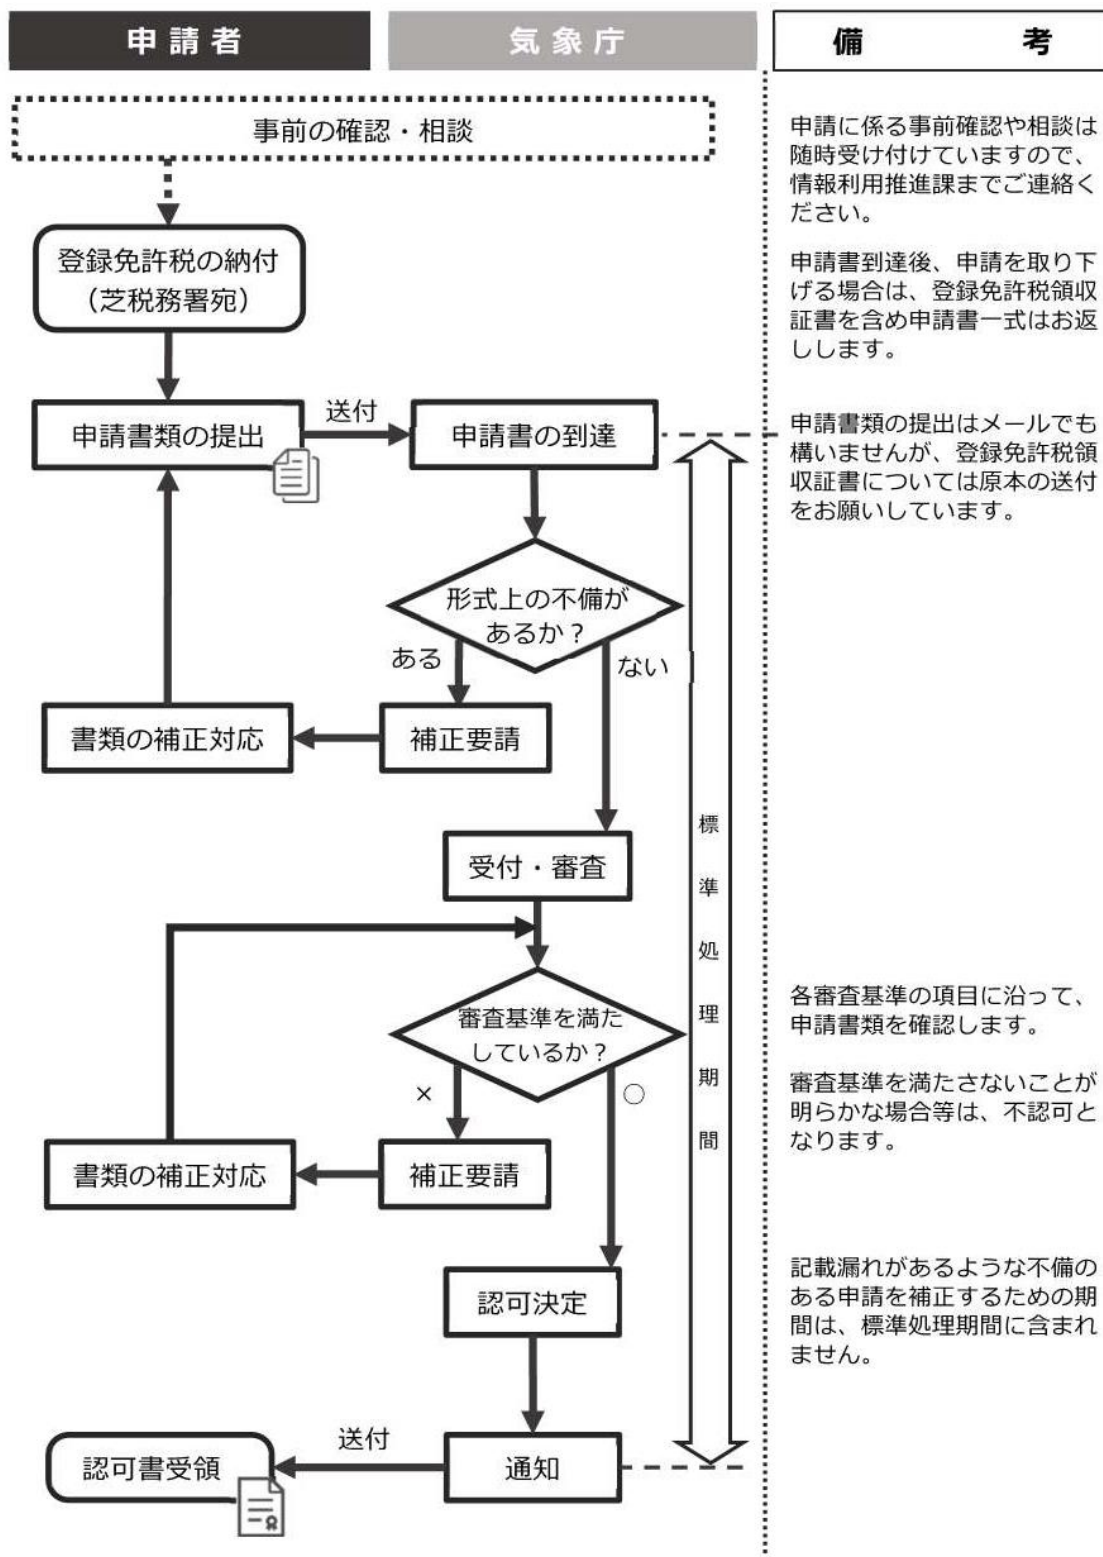 申請者
気象庁
備 考
事前の確認・相談
申請に係る事前確認や相談は
随時受け付けていますので、
情報利用推進課までご連絡く
ださい。
登録免許税の納付
（芝税務署宛）
申請書到達後、申請を取り下
げる場合は、登録免許税領収
証書を含め申請書一式はお返
しします。
申請書類の提出
送付
申請書の到達
申請書類の提出はメールでも
構いませんが、登録免許税領
収証書については原本の送付
をお願いしています。
形式上の不備が
あるか？
ある
ない
補正要請
書類の補正対応
標準処理期間
受付・審査
審査基準を満た
しているか？
×
○
各審査基準の項目に沿って、
申請書類を確認します。
審査基準を満たさないことが
明らかな場合等は、不認可と
なります。
補正要請
書類の補正対応
認可決定
記載漏れがあるような不備の
ある申請を補正するための期
間は、標準処理期間に含まれ
ません。
通知
送付
認可書受領